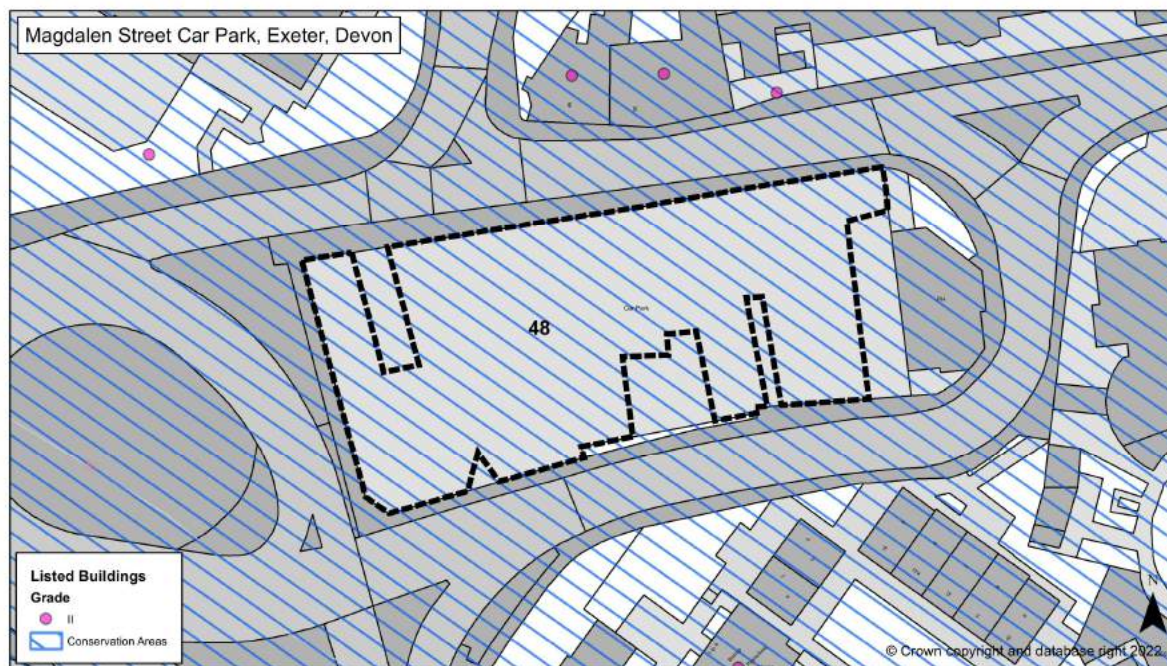 Magdalen Street Car Park, Exeter, Devon
Car Park
48
PH
Listed Buildings
Grade
II
Conservation Areas
N
© Crown copyright and database right 2022